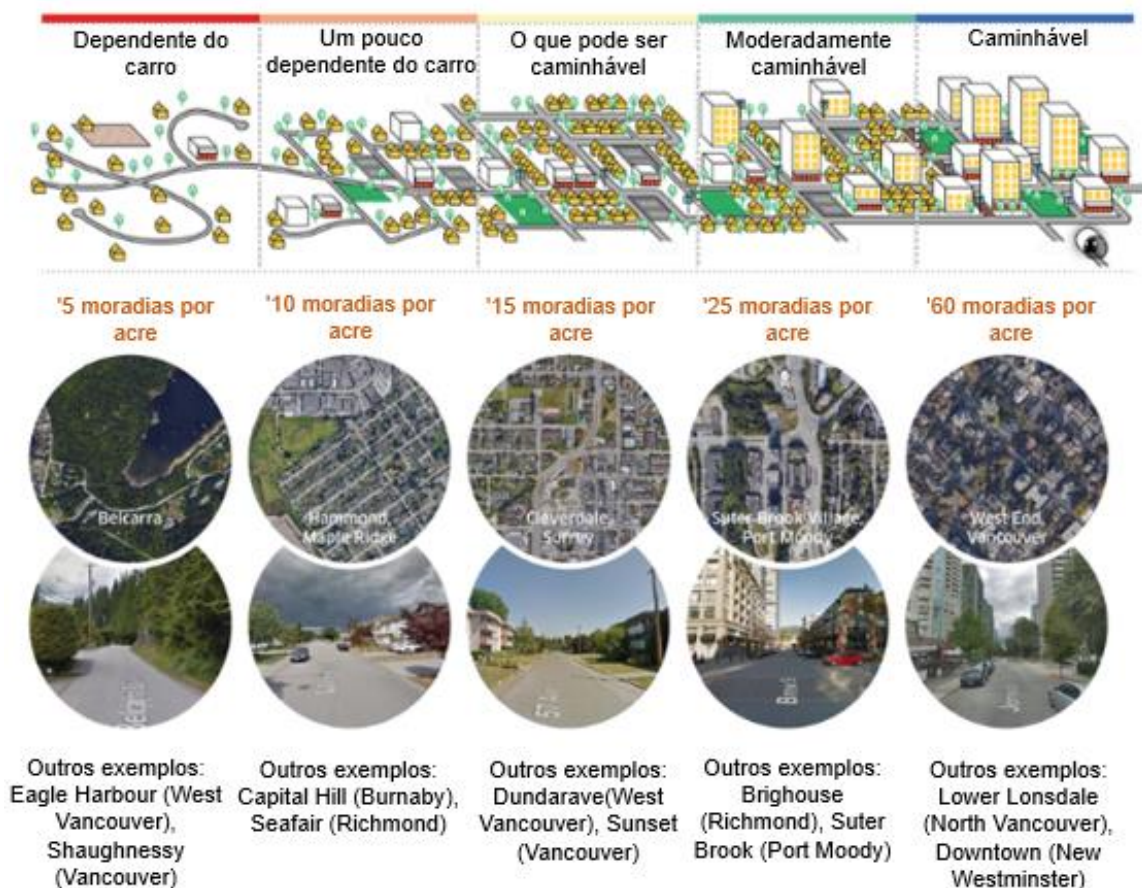 Dependente do
carro
Um pouco
dependente do carro
O que pode ser
caminhável
Moderadamente
caminhável
Caminhável
'5 moradias por
acre
'10 moradias por
acre
'15 moradias por
acre
'25 moradias por
acre
'60 moradias por
acre
Belcarra
Hammond,
Maple Ridge
Cloverdale,
Surrey
Suter Brook Village,
Port Moody
West End,
Vancouver
Outros exemplos:
Eagle Harbour (West
Vancouver),
Shaughnessy
(Vancouver)
Outros exemplos:
Capital Hill (Burnaby),
Seafair (Richmond)
Outros exemplos:
Dundarave(West
Vancouver), Sunset
(Vancouver)
Outros exemplos:
Brighouse
(Richmond), Suter
Brook (Port Moody)
Outros exemplos:
Lower Lonsdale
(North Vancouver),
Downtown (New
Westminster)